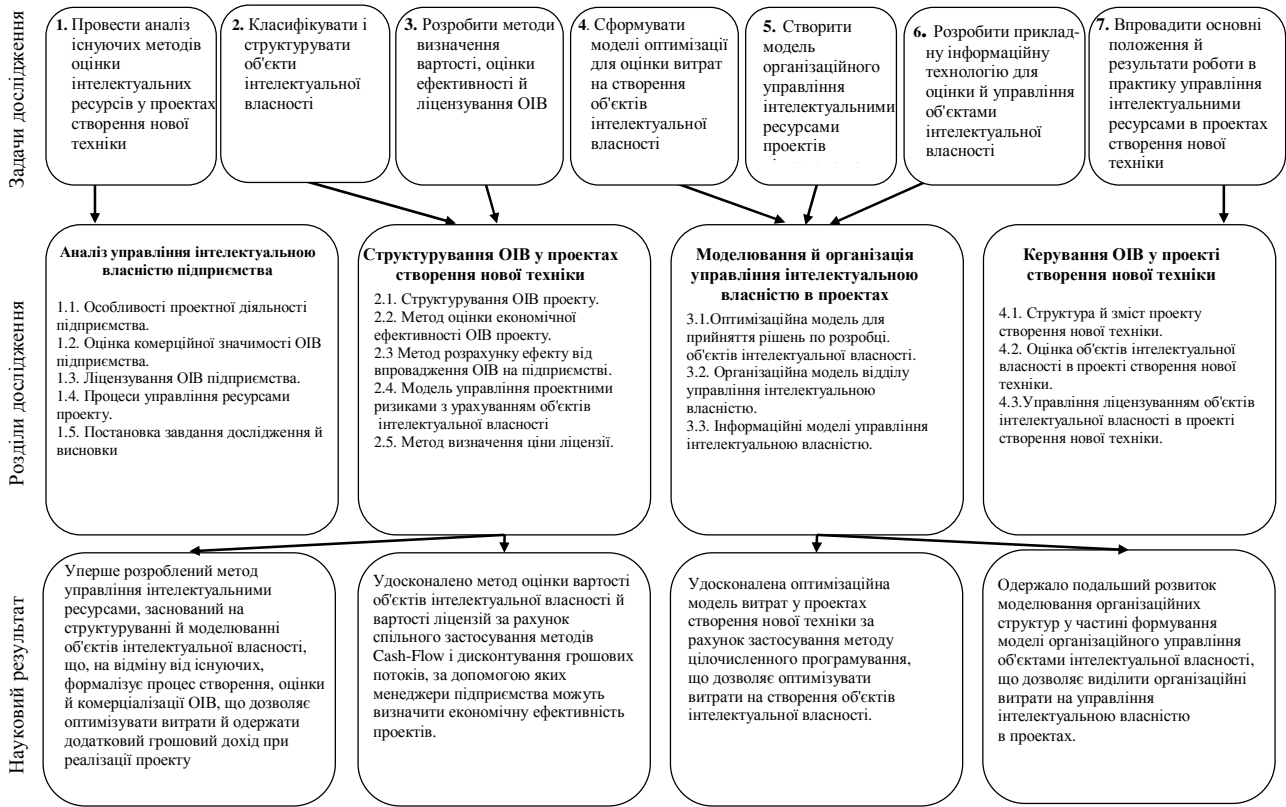 Задачи дослідження
1. Провести аналіз
існуючих методів
оцінки
інтелектуальних
ресурсів у проектах
створення нової
техніки
2. Класифікувати і
структурувати
об'єкти
інтелектуальної
власності
3. Розробити методи
визначення
вартості, оцінки
ефективності й
ліцензування ОІВ
4. Сформувати
моделі оптимізації
для оцінки витрат
на створення
об'єктів
інтелектуальної
власності
5. Створити
модель
організаційного
управління
інтелектуальними
ресурсами
проектів
6. Розробити приклад-
ну інформаційну
технологію для
оцінки й управління
об'єктами
інтелектуальної
власності
7. Впровадити основні
положення й
результати роботи в
практику управління
інтелектуальними
ресурсами в проектах
створення нової
техніки
Розділи дослідження
Аналіз управління інтелектуальною
власністю підприємства
1.1. Особливості проектної діяльності
підприємства.
1.2. Оцінка комерційної значимості ОІВ
підприємства.
1.3. Ліцензування ОІВ підприємства.
1.4. Процеси управління ресурсами
проекту.
1.5. Постановка завдання дослідження й
висновки
Структурування ОІВ у проектах
створення нової техніки
2.1. Структурування ОІВ проекту.
2.2. Метод оцінки економічної
ефективності ОІВ проекту.
2.3 Метод розрахунку ефекту від
впровадження ОІВ на підприємстві.
2.4. Модель управління проектними
ризиками з урахуванням об'єктів
інтелектуальної власності
2.5. Метод визначення ціни ліцензії.
Моделювання й організація
управління інтелектуальною
власністю в проектах
3.1.Оптимізаційна модель для
прийняття рішень по розробці.
об'єктів інтелектуальної власності.
3.2. Організаційна модель відділу
управління інтелектуальною
власністю.
3.3. Інформаційні моделі управління
інтелектуальною власністю.
Керування ОІВ у проекті
створення нової техніки
4.1. Структура й зміст проекту
створення нової техніки.
4.2. Оцінка об'єктів інтелектуальної
власності в проекті створення нової
техніки.
4.3.Управління ліцензуванням об'єктів
інтелектуальної власності в проекті
створення нової техніки.
Науковий результат
Уперше розроблений метод
управління інтелектуальними
ресурсами, заснований на
структуруванні й моделюванні
об'єктів інтелектуальної власності,
що, на відміну від існуючих,
формалізує процес створення, оцінки
й комерціалізації ОІВ, що дозволяє
оптимізувати витрати й одержати
додатковий грошовий дохід при
реалізації проекту
Удосконалено метод оцінки вартості
об'єктів інтелектуальної власності й
вартості ліцензій за рахунок
спільного застосування методів
Cash-Flow і дисконтування грошових
потоків, за допомогою яких
менеджери підприємства можуть
визначити економічну ефективність
проектів.
Удосконалена оптимізаційна
модель витрат у проектах
створення нової техніки за
рахунок застосування методу
цілочисленного програмування,
що дозволяє оптимізувати
витрати на створення об'єктів
інтелектуальної власності.
Одержало подальший розвиток
моделювання організаційних
структур у частині формування
моделі організаційного управління
об'єктами інтелектуальної власності,
що дозволяє виділити організаційні
витрати на управління
інтелектуальною власністю
в проектах.